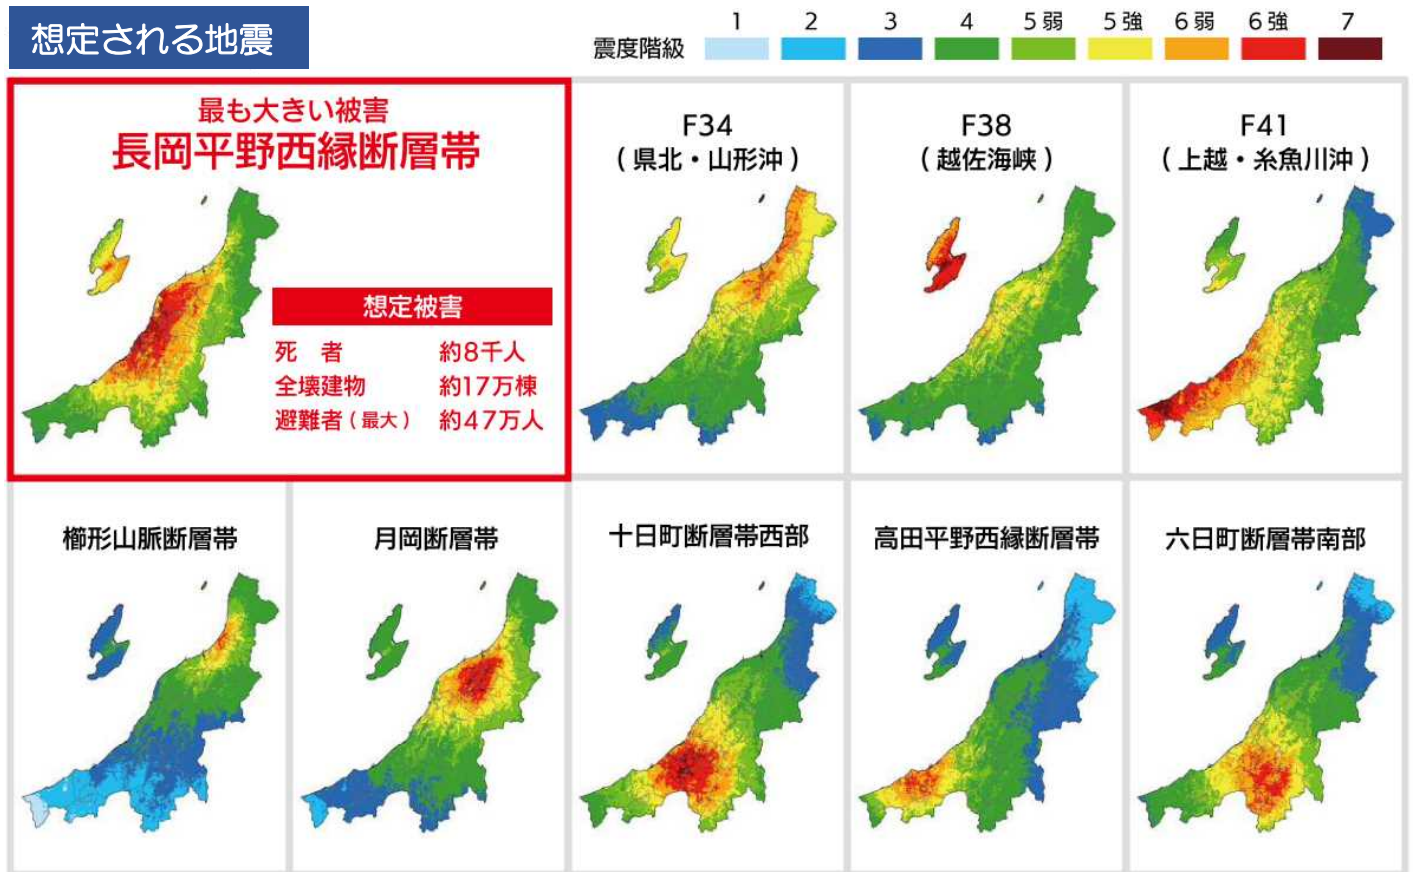 想定される地震
震度階級
1 2 3 4 5弱 5強 6弱 6強 7
最も大きい被害
長岡平野西縁断層帯
想定被害
死　者　約8千人
全壊建物　約17万棟
避難者(最大)　約47万人
F34
(県北・山形沖)
F38
(越佐海峡)
F41
(上越・糸魚川沖)
櫛形山脈断層帯
月岡断層帯
十日町断層帯西部
高田平野西縁断層帯
六日町断層帯南部